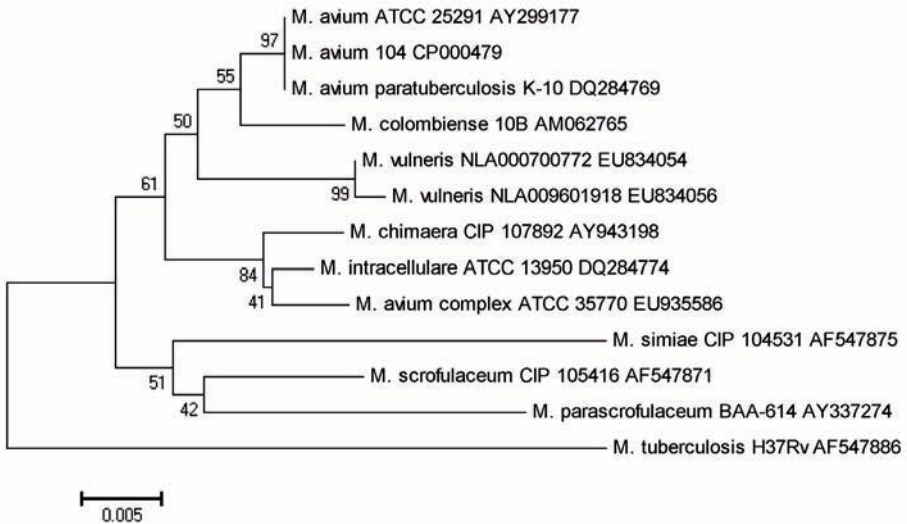 M. avium ATCC 25291 AY299177
97
M. avium 104 CP000479
55
M. avium paratuberculosis K-10 DQ284769
50
M. colombiense 10B AM062765
M. vulneris NLA000700772 EU834054
61
99
M. vulneris NLA009601918 EU834056
M. chimaera CIP 107892 AY943198
84
M. intracellulare ATCC 13950 DQ284774
41
M. avium complex ATCC 35770 EU935586
M. simiae CIP 104531 AF547875
51
M. scrofulaceum CIP 105416 AF547871
42
M. parascrofulaceum BAA-614 AY337274
M. tuberculosis H37Rv AF547886
0.005